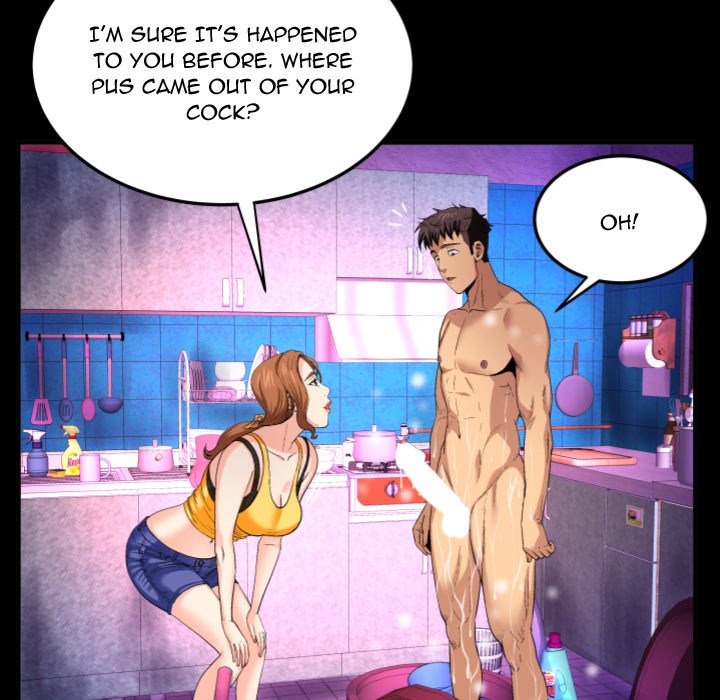 I'M SURE IT'S HAPPENED
TO YOU BEFORE. WHERE
PUS CAME OUT OF YOUR
COCK?
OH!